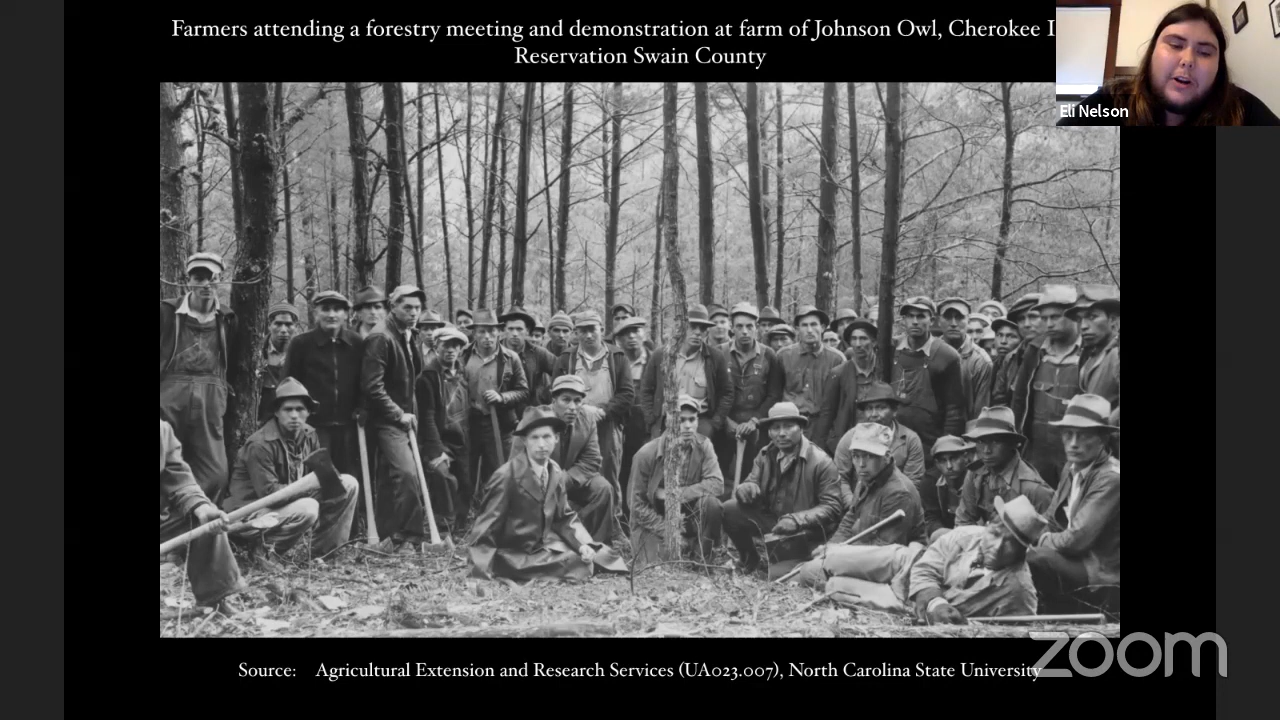 Farmers attending a forestry meeting and demonstration at farm of Johnson Owl, Cherokee
Reservation Swain County
Eli Nelson
Source: Agricultural Extension and Research Services (UA023.007), North Carolina State University
zoom